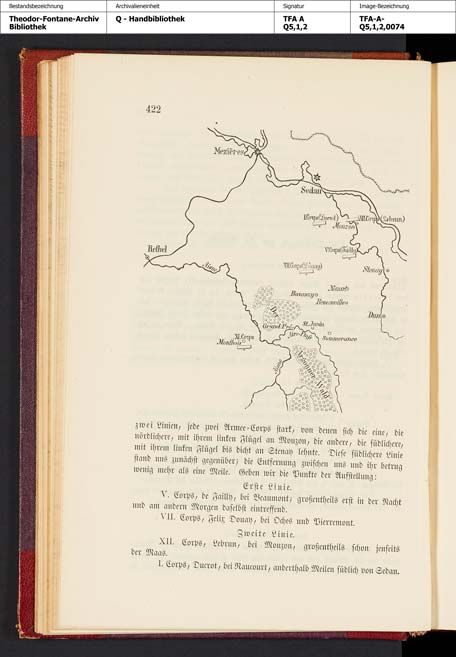 Bestandsbezeichnung Archivalieneinheit Signatur Image-Bezeichnung
Theodor-Fontane-Archiv Q - Handbibliothek TFA A TFA-A-
Bibliothek Q5,1,2 Q5,1,2,0074
422
Mezières
Sedan
Mouzon
Rethel
Aisne
Stenay
Nouart
Beaumont
Dun
Grand Pré
St. Juvin
Sommerance
Monthois
Argonnen Wald
zwei Linien, jede zwei Armee-Corps stark, von denen sich die eine, die
nördlichere, mit ihrem linken Flügel an Mouzon, die andere, die südlichere,
mit ihrem linken Flügel bis dicht an Stenay lehnte. Diese südlichere Linie
stand uns zunächst gegenüber; die Entfernung zwischen uns und ihr betrug
wenig mehr als eine Meile. Geben wir die Punkte der Aufstellung:
Erste Linie.
V. Corps, de Failly, bei Beaumont; großentheils erst in der Nacht
und am andern Morgen daselbst eintreffend.
VII. Corps, Felix Douay, bei Oches und Pierremont.
Zweite Linie.
XII. Corps, Lebrun, bei Mouzon, großentheils schon jenseits
der Maas.
I. Corps, Ducrot, bei Raucourt, anderthalb Meilen südlich von Sedan.